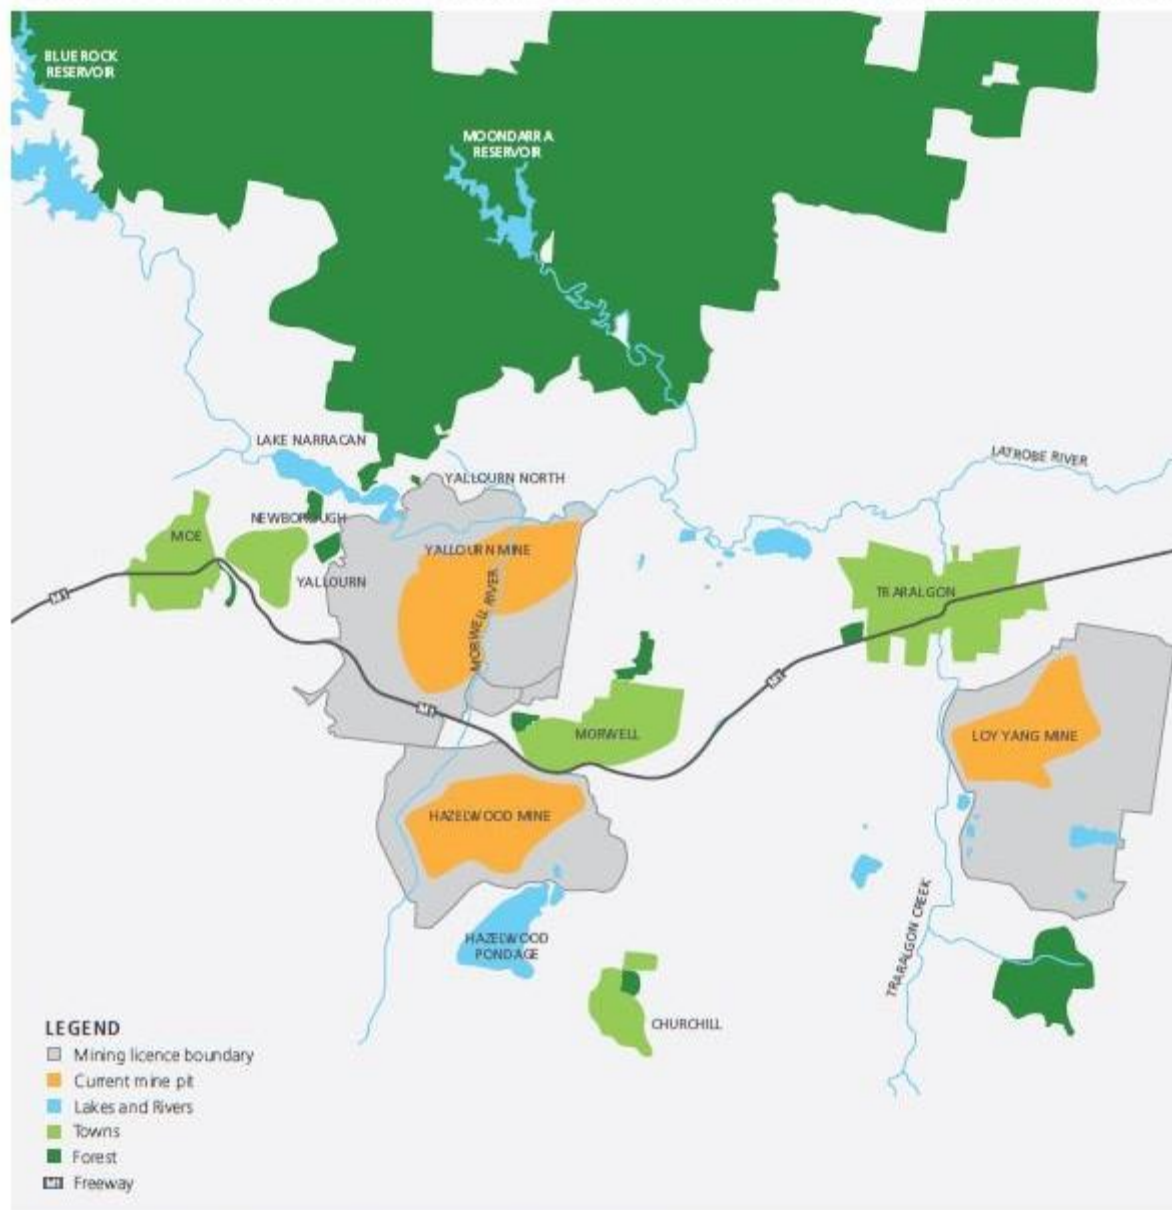 BLUE ROCK
RESERVOIR
MOONDARRA
RESERVOIR
LAKE NARRACAN
LATROBE RIVER
YALLOURN NORTH
NEWBOROUGH
MOE
YALLOURN MINE
YALLOURN
TRARALGON
M1
MORWELL RIVER
M1
M1
MORWELL
LOY YANG MINE
HAZELWOOD MINE
TRARALGON CREEK
HAZELWOOD
PONDAGE
CHURCHILL
LEGEND
Mining licence boundary
Current mine pit
Lakes and Rivers
Towns
Forest
M1 Freeway